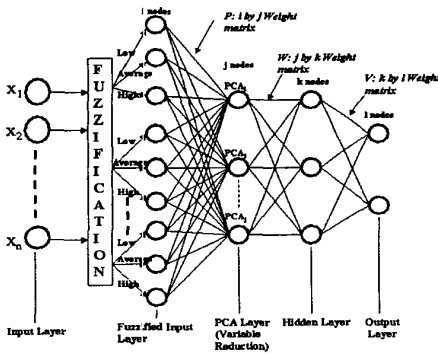 i nodes
P: i by j Weight
matrix
W: j by k Weight
matrix
V: k by l Weight
matrix
j nodes
k nodes
l nodes
Low
Average
High
Low
Average
High
Low
Average
High
FUZZIFICATION
X1
X2
Xn
PCA1
PCA2
PCAj
Input Layer
Fuzzified Input
Layer
PCA Layer
(Variable
Reduction)
Hidden Layer
Output
Layer